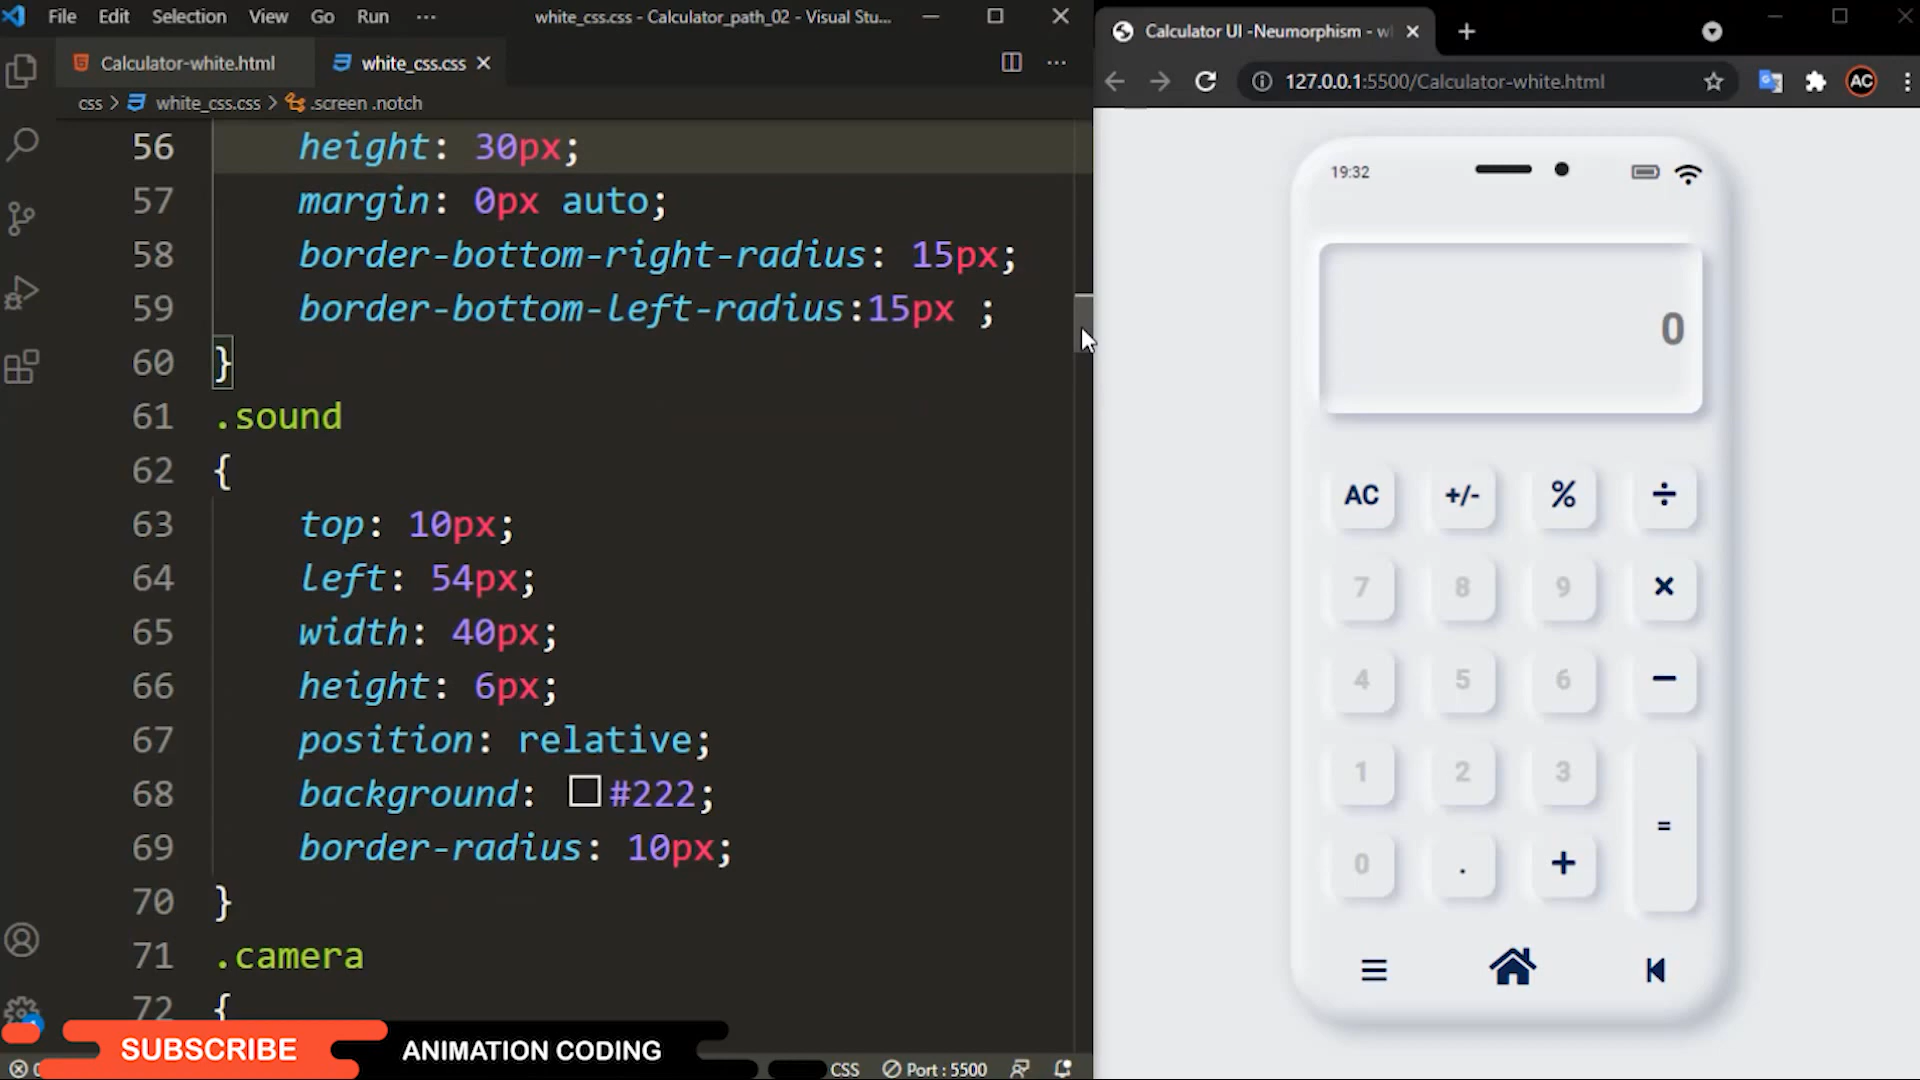 File Edit Selection View Go Run ··· white_css.css - Calculator_path_02 - Visual Stu...
Calculator-white.html white_css.css
css > white_css.css > .screen .notch
56 height: 30px;
57 margin: 0px auto;
58 border-bottom-right-radius: 15px;
59 border-bottom-left-radius:15px ;
60 }
61 .sound
62 {
63 top: 10px;
64 left: 54px;
65 width: 40px;
66 height: 6px;
67 position: relative;
68 background: #222;
69 border-radius: 10px;
70 }
71 .camera
72 {
SUBSCRIBE ANIMATION CODING
CSS Port : 5500
Calculator UI -Neumorphism - wl
127.0.0.1:5500/Calculator-white.html AC
19:32
0
AC +/- % ÷
7 8 9 ×
4 5 6 −
1 2 3
=
0 . +